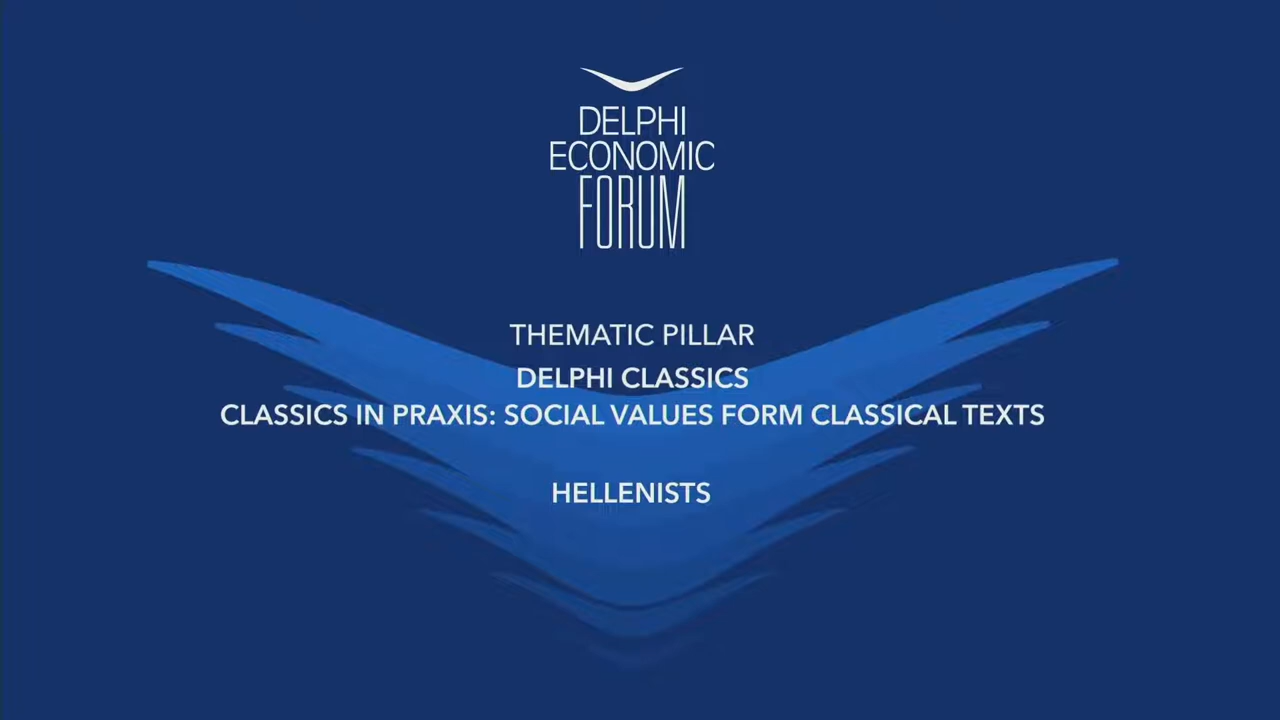 DELPHI
ECONOMIC
FORUM
THEMATIC PILLAR
DELPHI CLASSICS
CLASSICS IN PRAXIS: SOCIAL VALUES FORM CLASSICAL TEXTS
HELLENISTS